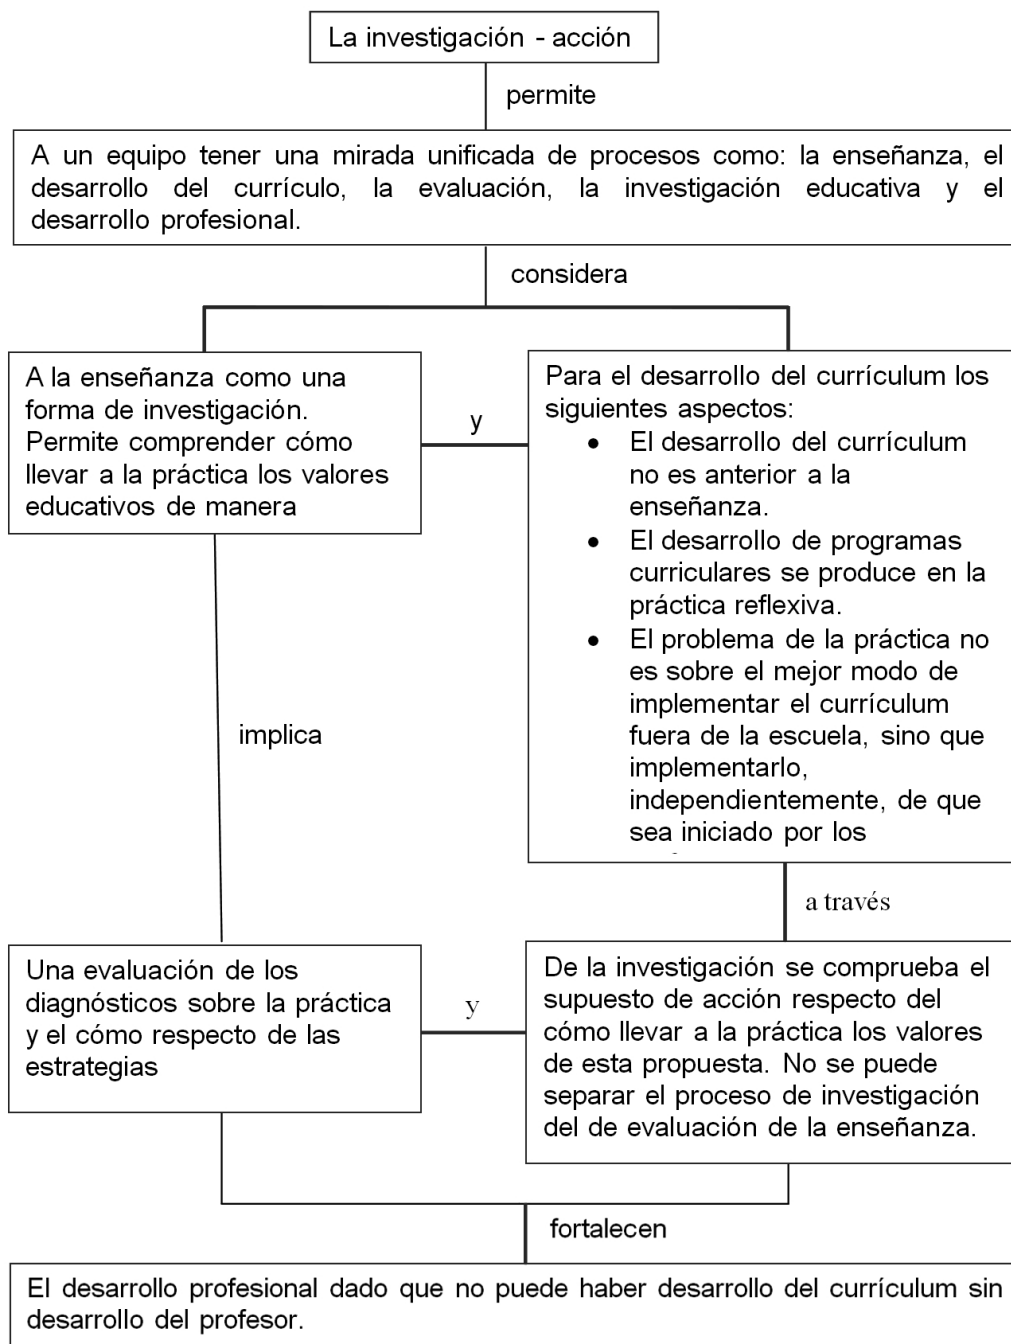 La investigación - acción
permite
A un equipo tener una mirada unificada de procesos como: la enseñanza, el
desarrollo del currículo, la evaluación, la investigación educativa y el
desarrollo profesional.
considera
A la enseñanza como una
forma de investigación.
Permite comprender cómo
llevar a la práctica los valores
educativos de manera
y
Para el desarrollo del currículum los
siguientes aspectos:
• El desarrollo del currículum
no es anterior a la
enseñanza.
• El desarrollo de programas
curriculares se produce en la
práctica reflexiva.
• El problema de la práctica no
es sobre el mejor modo de
implementar el currículum
fuera de la escuela, sino que
implementarlo,
independientemente, de que
sea iniciado por los
implica
a través
Una evaluación de los
diagnósticos sobre la práctica
y el cómo respecto de las
estrategias
y
De la investigación se comprueba el
supuesto de acción respecto del
cómo llevar a la práctica los valores
de esta propuesta. No se puede
separar el proceso de investigación
del de evaluación de la enseñanza.
fortalecen
El desarrollo profesional dado que no puede haber desarrollo del currículum sin
desarrollo del profesor.